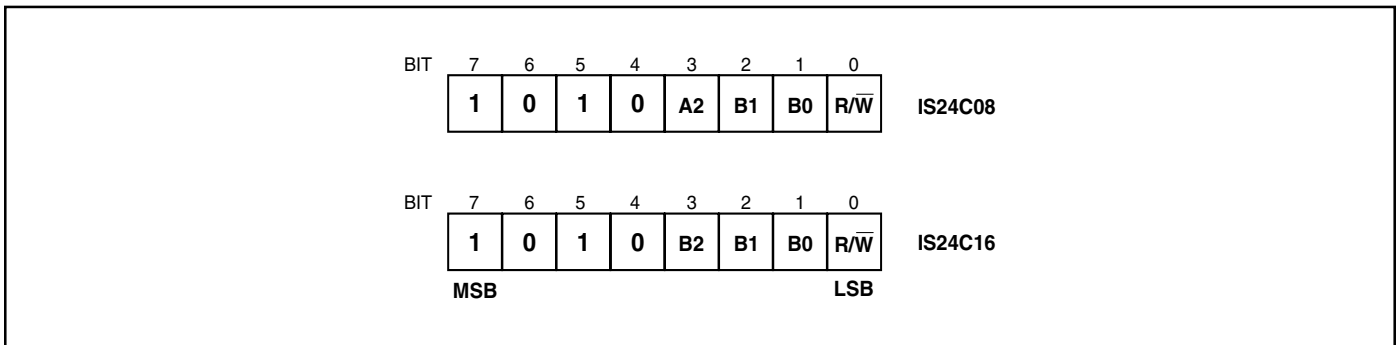 BIT 7 6 5 4 3 2 1 0
1 0 1 0 A2 B1 B0 R/W̅ IS24C08
BIT 7 6 5 4 3 2 1 0
1 0 1 0 B2 B1 B0 R/W̅ IS24C16
MSB LSB